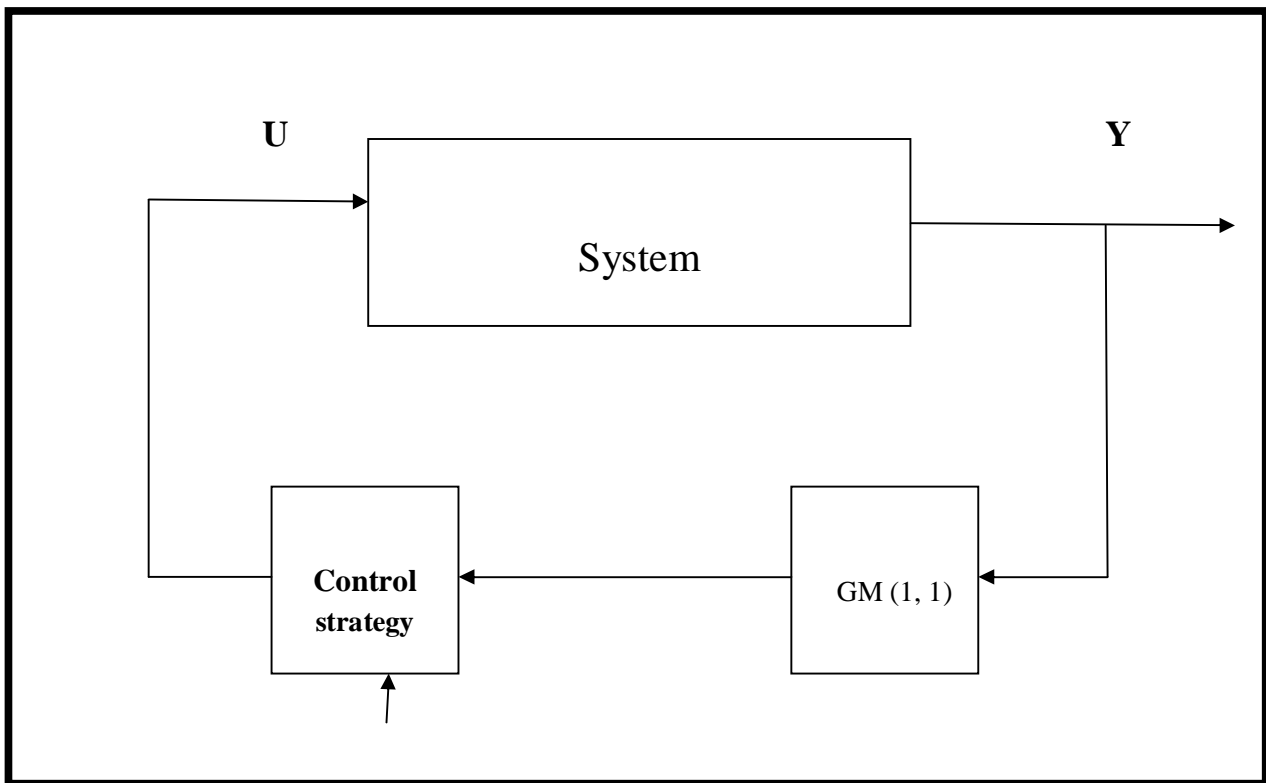 U
Y
System
Control
strategy
GM (1, 1)